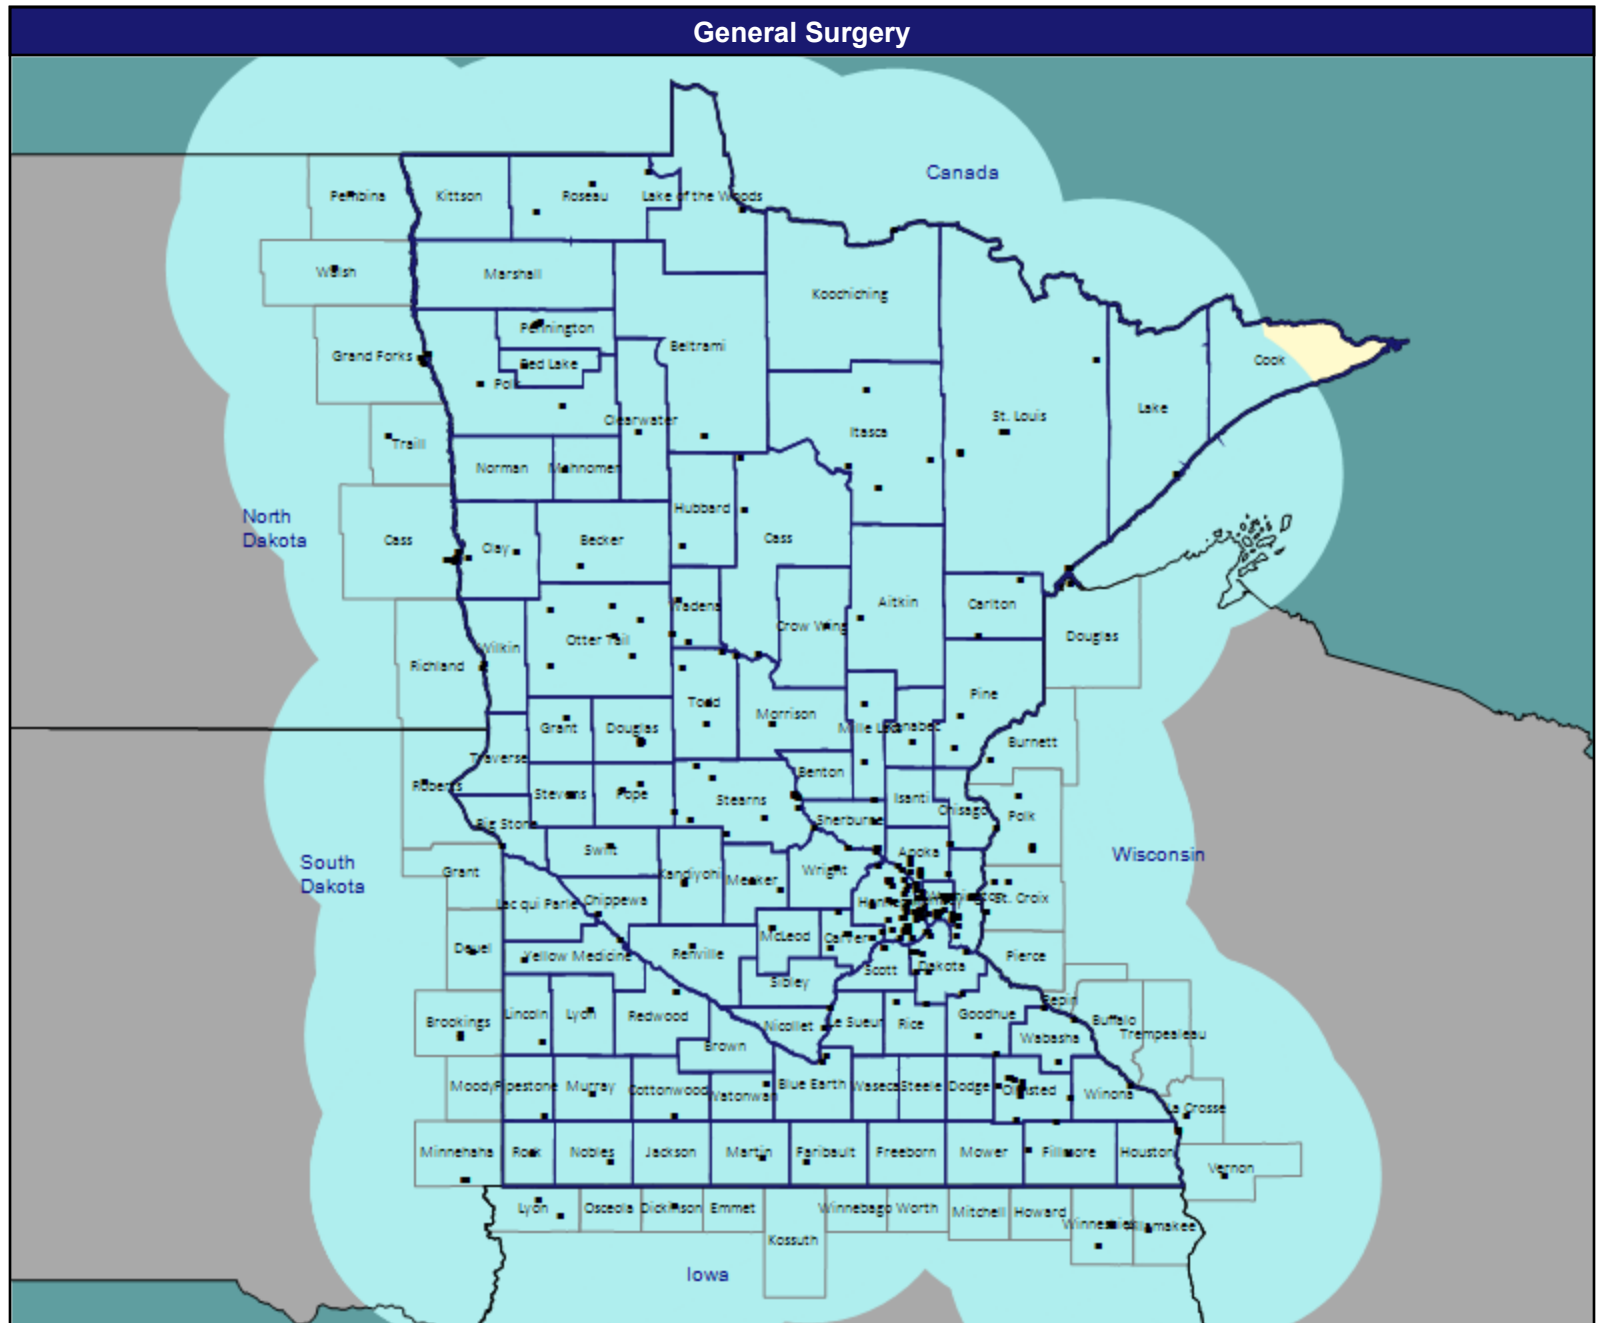 General Surgery
Canada
Pembina
Kittson
Roseau
Lake of the Woods
Walsh
Marshall
Koochiching
Pennington
Grand Forks
Beltrami
Red Lake
Polk
Cook
Lake
St. Louis
Clearwater
Itasca
Traill
Norman
Mahnomen
Hubbard
North
Dakota
Cass
Clay
Becker
Cass
Aitkin
Carlton
Wadena
Crow Wing
Otter Tail
Wilkin
Richland
Douglas
Pine
Todd
Morrison
Mille Lacs
Kanabec
Grant
Douglas
Burnett
Traverse
Benton
Roberts
Stevens
Pope
Stearns
Isanti
Chisago
Polk
Big Stone
Sherburne
Swift
Anoka
South
Dakota
Wisconsin
Grant
Kandiyohi
Meeker
Wright
Lac qui Parle
Chippewa
St. Croix
McLeod
Carver
Deuel
Yellow Medicine
Renville
Scott
Dakota
Pierce
Sibley
Pepin
Brookings
Lincoln
Lyon
Redwood
Nicollet
Le Sueur
Rice
Goodhue
Buffalo
Trempealeau
Wabasha
Brown
Moody
Pipestone
Murray
Cottonwood
Watonwan
Blue Earth
Waseca
Steele
Dodge
Olmsted
Winona
La Crosse
Minnehaha
Rock
Nobles
Jackson
Martin
Faribault
Freeborn
Mower
Fillmore
Houston
Vernon
Lyon
Osceola
Dickinson
Emmet
Winnebago
Worth
Mitchell
Howard
Winneshiek
Allamakee
Kossuth
Iowa